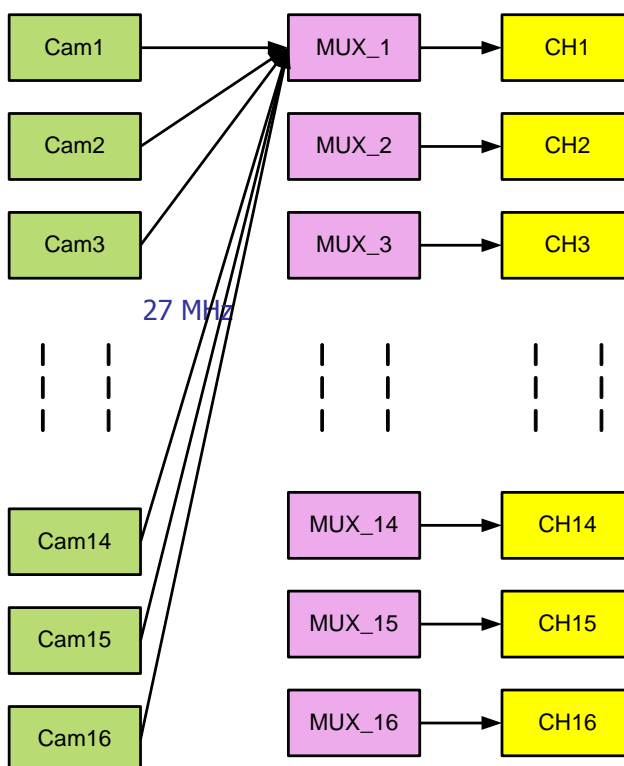 Cam1 MUX_1 CH1
Cam2 MUX_2 CH2
Cam3 MUX_3 CH3
27 MHz
Cam14 MUX_14 CH14
Cam15 MUX_15 CH15
Cam16 MUX_16 CH16